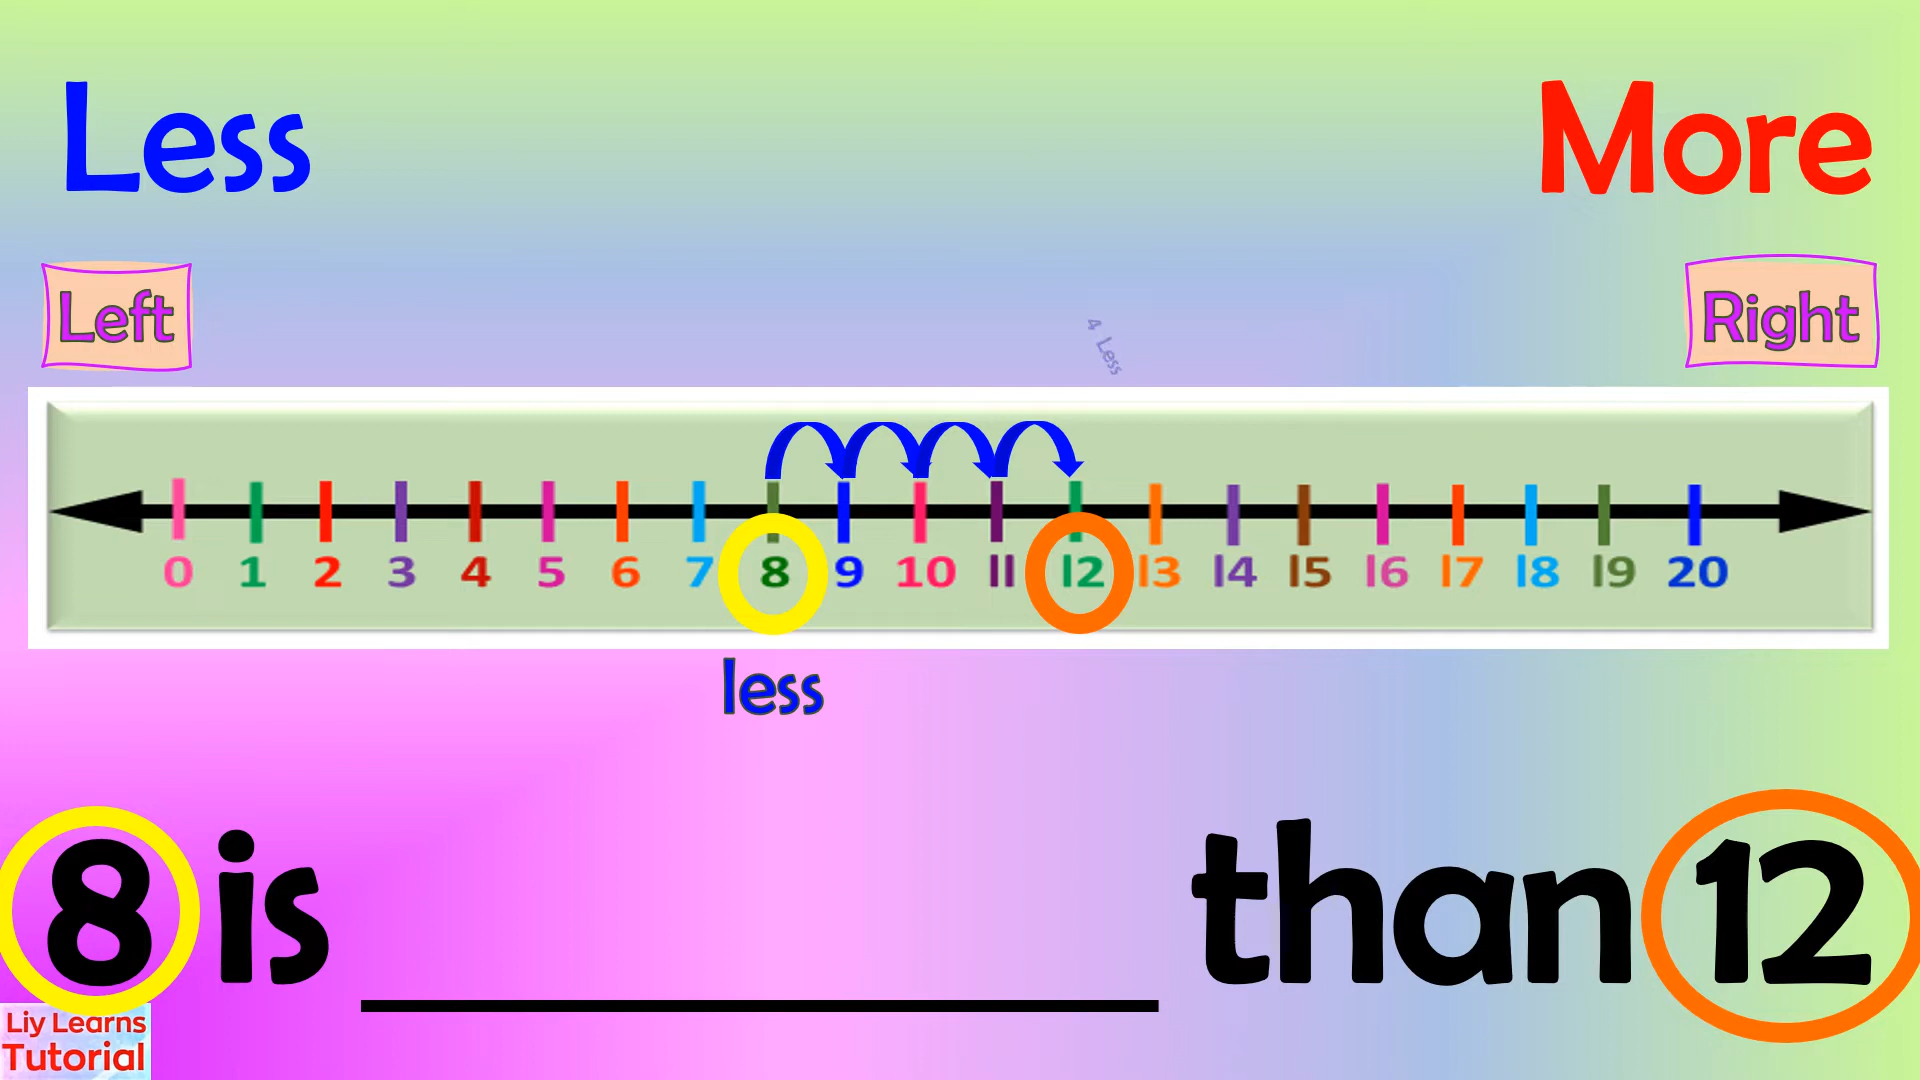 Less
More
Left
Right
4 Less
0 1 2 3 4 5 6 7 8 9 10 11 12 13 14 15 16 17 18 19 20
less
8 is ____________ than 12
Liy Learns
Tutorial